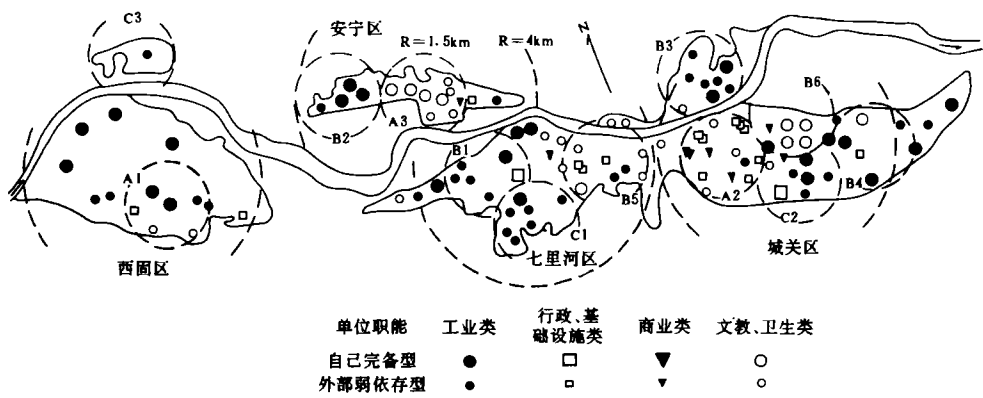 C3
安宁区
R=1.5km
R=4km
N
B3
B6
B2
A3
A1
B1
B5
A2
B4
C1
C2
西固区
七里河区
城关区
单位职能 工业类 行政、基础设施类 商业类 文教、卫生类
自己完备型
外部弱依存型